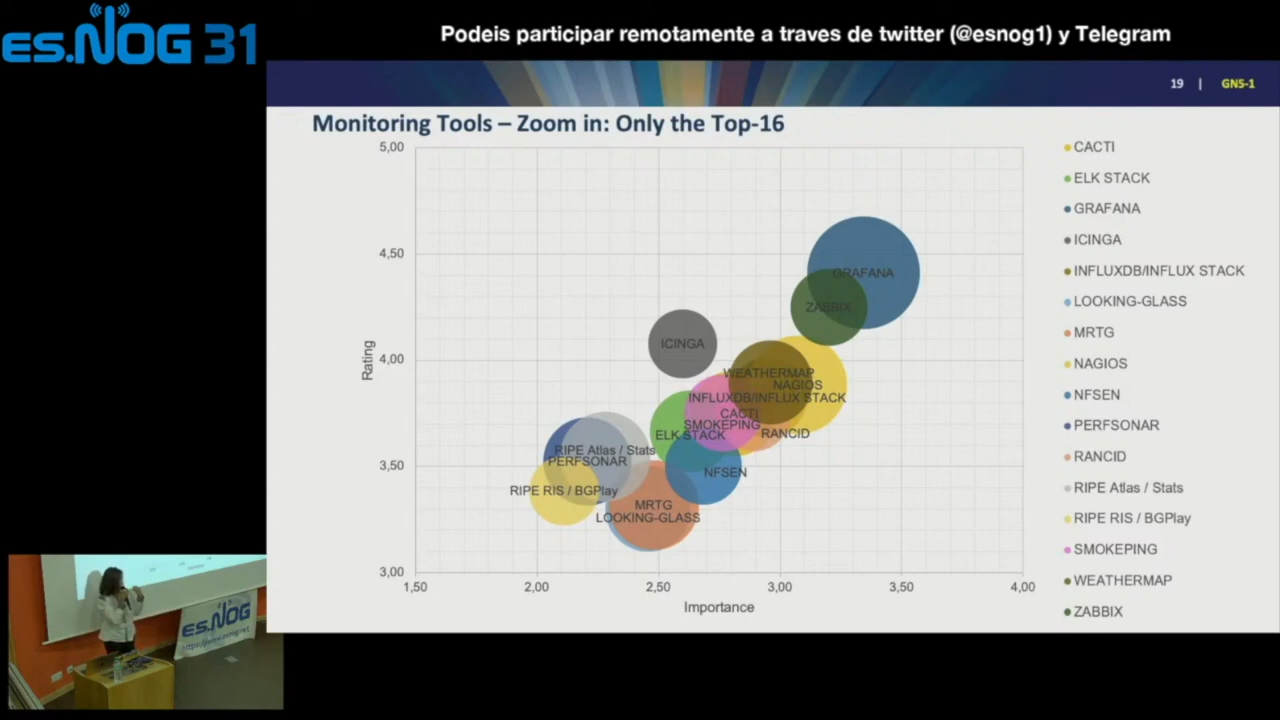 es.NOG 31
Podeis participar remotamente a traves de twitter (@esnog1) y Telegram
19 | GN5-1
Monitoring Tools – Zoom in: Only the Top-16
5,00
4,50
4,00
3,50
3,00
Rating
1,50
2,00
2,50
3,00
3,50
4,00
Importance
GRAFANA
ZABBIX
ICINGA
WEATHERMAP
NAGIOS
INFLUXDB/INFLUX STACK
CACTI
SMOKEPING
ELK STACK
RANCID
RIPE Atlas / Stats
PERFSONAR
NFSEN
RIPE RIS / BGPlay
MRTG
LOOKING-GLASS
CACTI
ELK STACK
GRAFANA
ICINGA
INFLUXDB/INFLUX STACK
LOOKING-GLASS
MRTG
NAGIOS
NFSEN
PERFSONAR
RANCID
RIPE Atlas / Stats
RIPE RIS / BGPlay
SMOKEPING
WEATHERMAP
ZABBIX
es.NOG
https://www.esnog.net